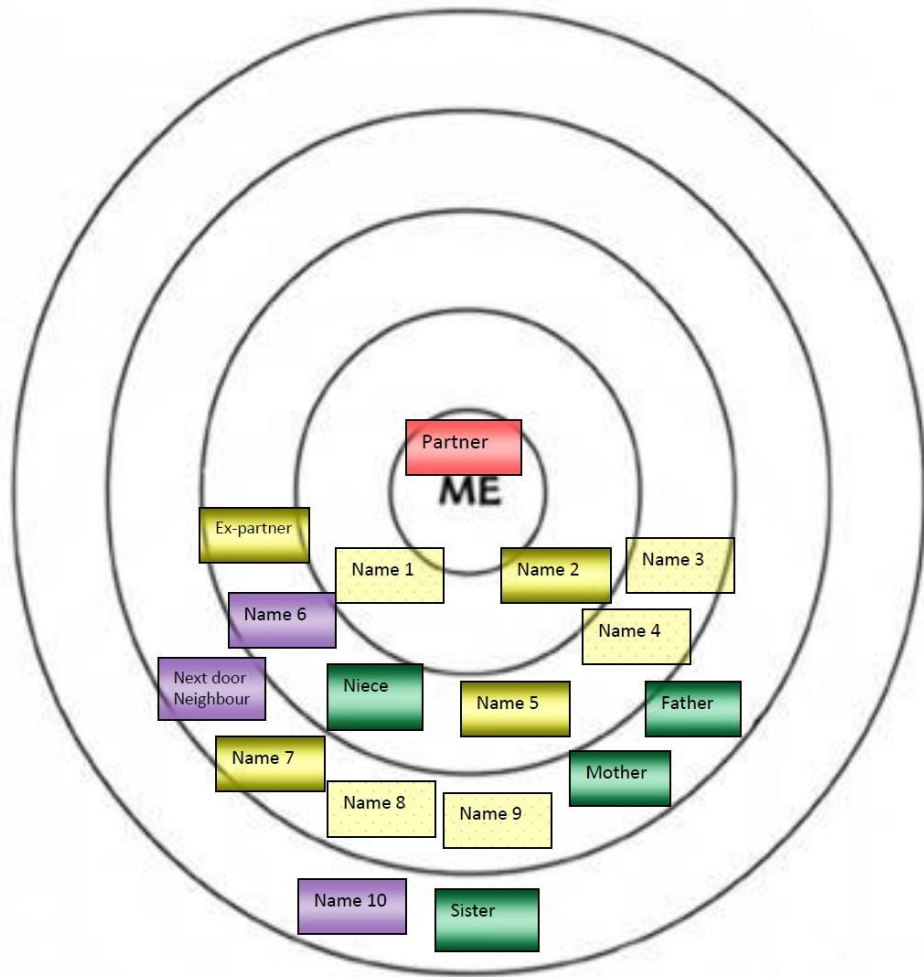 Partner
ME
Ex-partner
Name 1
Name 2
Name 3
Name 6
Name 4
Next door
Neighbour
Niece
Name 5
Father
Name 7
Mother
Name 8
Name 9
Name 10
Sister